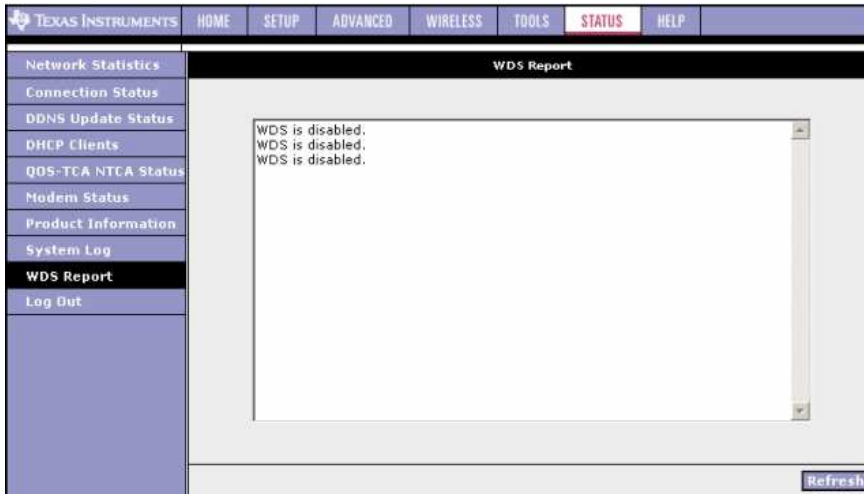 TEXAS INSTRUMENTS
HOME
SETUP
ADVANCED
WIRELESS
TOOLS
STATUS
HELP
Network Statistics
Connection Status
DDNS Update Status
DHCP Clients
QOS-TCA NTCA Status
Modem Status
Product Information
System Log
WDS Report
Log Out
WDS Report
WDS is disabled.
WDS is disabled.
WDS is disabled.
Refresh